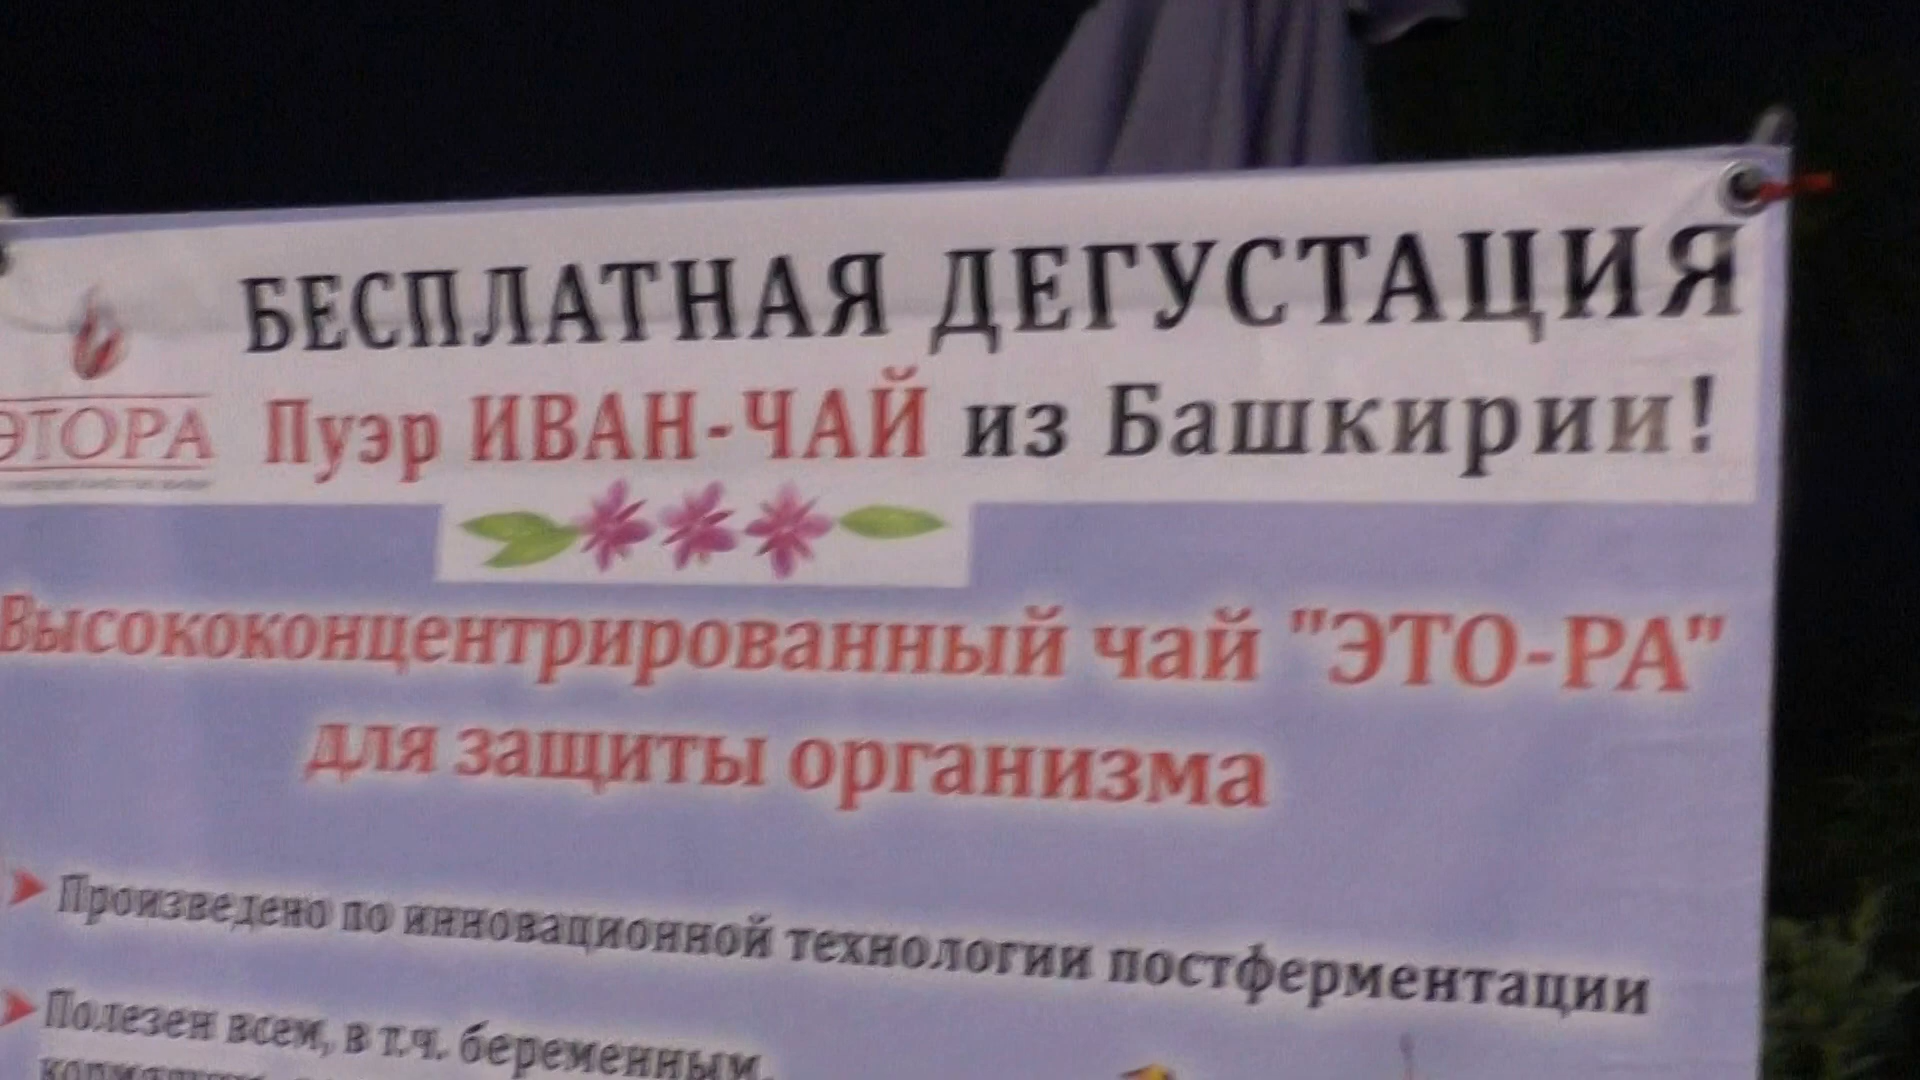 БЕСПЛАТНАЯ ДЕГУСТАЦИЯ
ЭТОРА
Пуэр ИВАН-ЧАЙ из Башкирии!
Высококонцентрированный чай "ЭТО-РА"
для защиты организма
Произведено по инновационной технологии постферментации
Полезен всем, в т.ч. беременным,